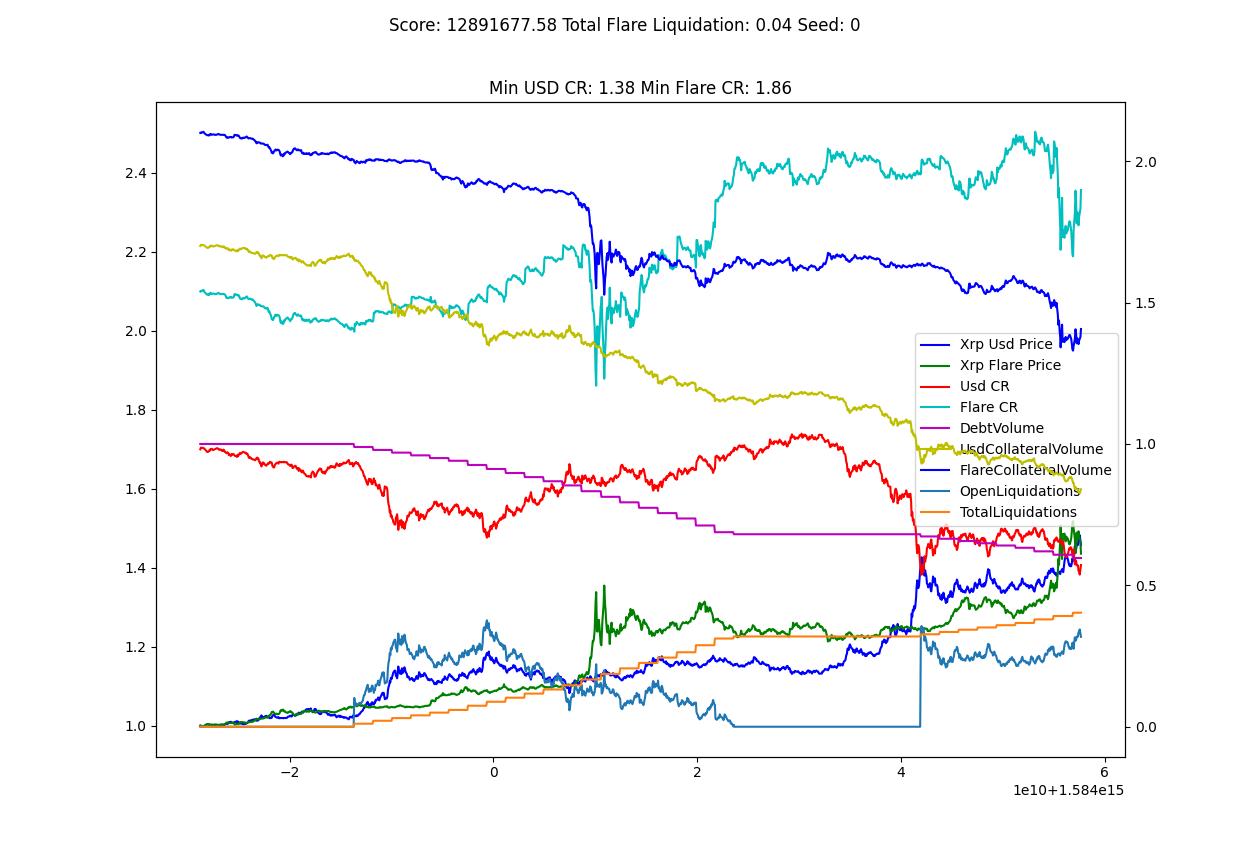 Score: 12891677.58 Total Flare Liquidation: 0.04 Seed: 0
Min USD CR: 1.38 Min Flare CR: 1.86
2.4
2.2
2.0
1.8
1.6
1.4
1.2
1.0
2.0
1.5
1.0
0.5
0.0
Xrp Usd Price
Xrp Flare Price
Usd CR
Flare CR
DebtVolume
UsdCollateralVolume
FlareCollateralVolume
OpenLiquidations
TotalLiquidations
−2 0 2 4 6
1e10+1.584e15